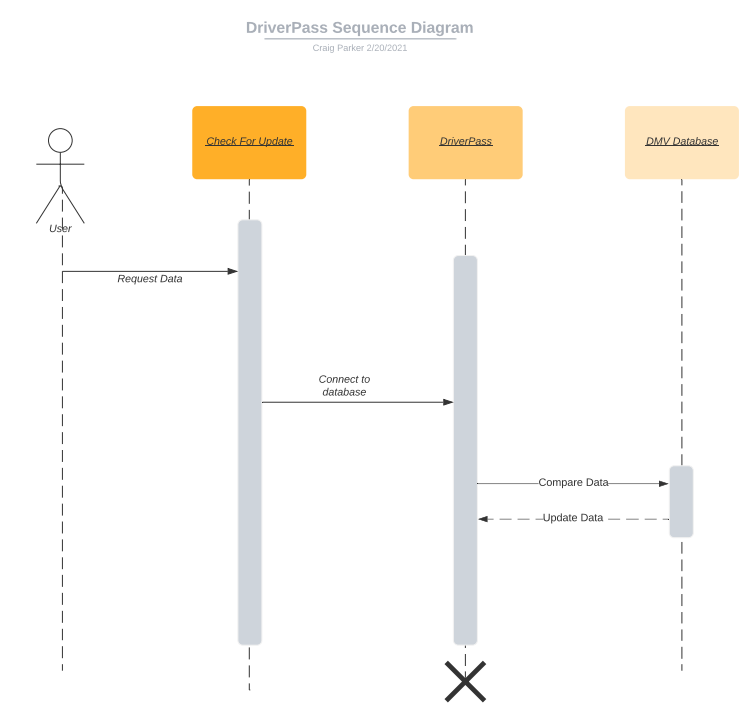 DriverPass Sequence Diagram
Craig Parker 2/20/2021
Check For Update
DriverPass
DMV Database
User
Request Data
Connect to
database
Compare Data
Update Data